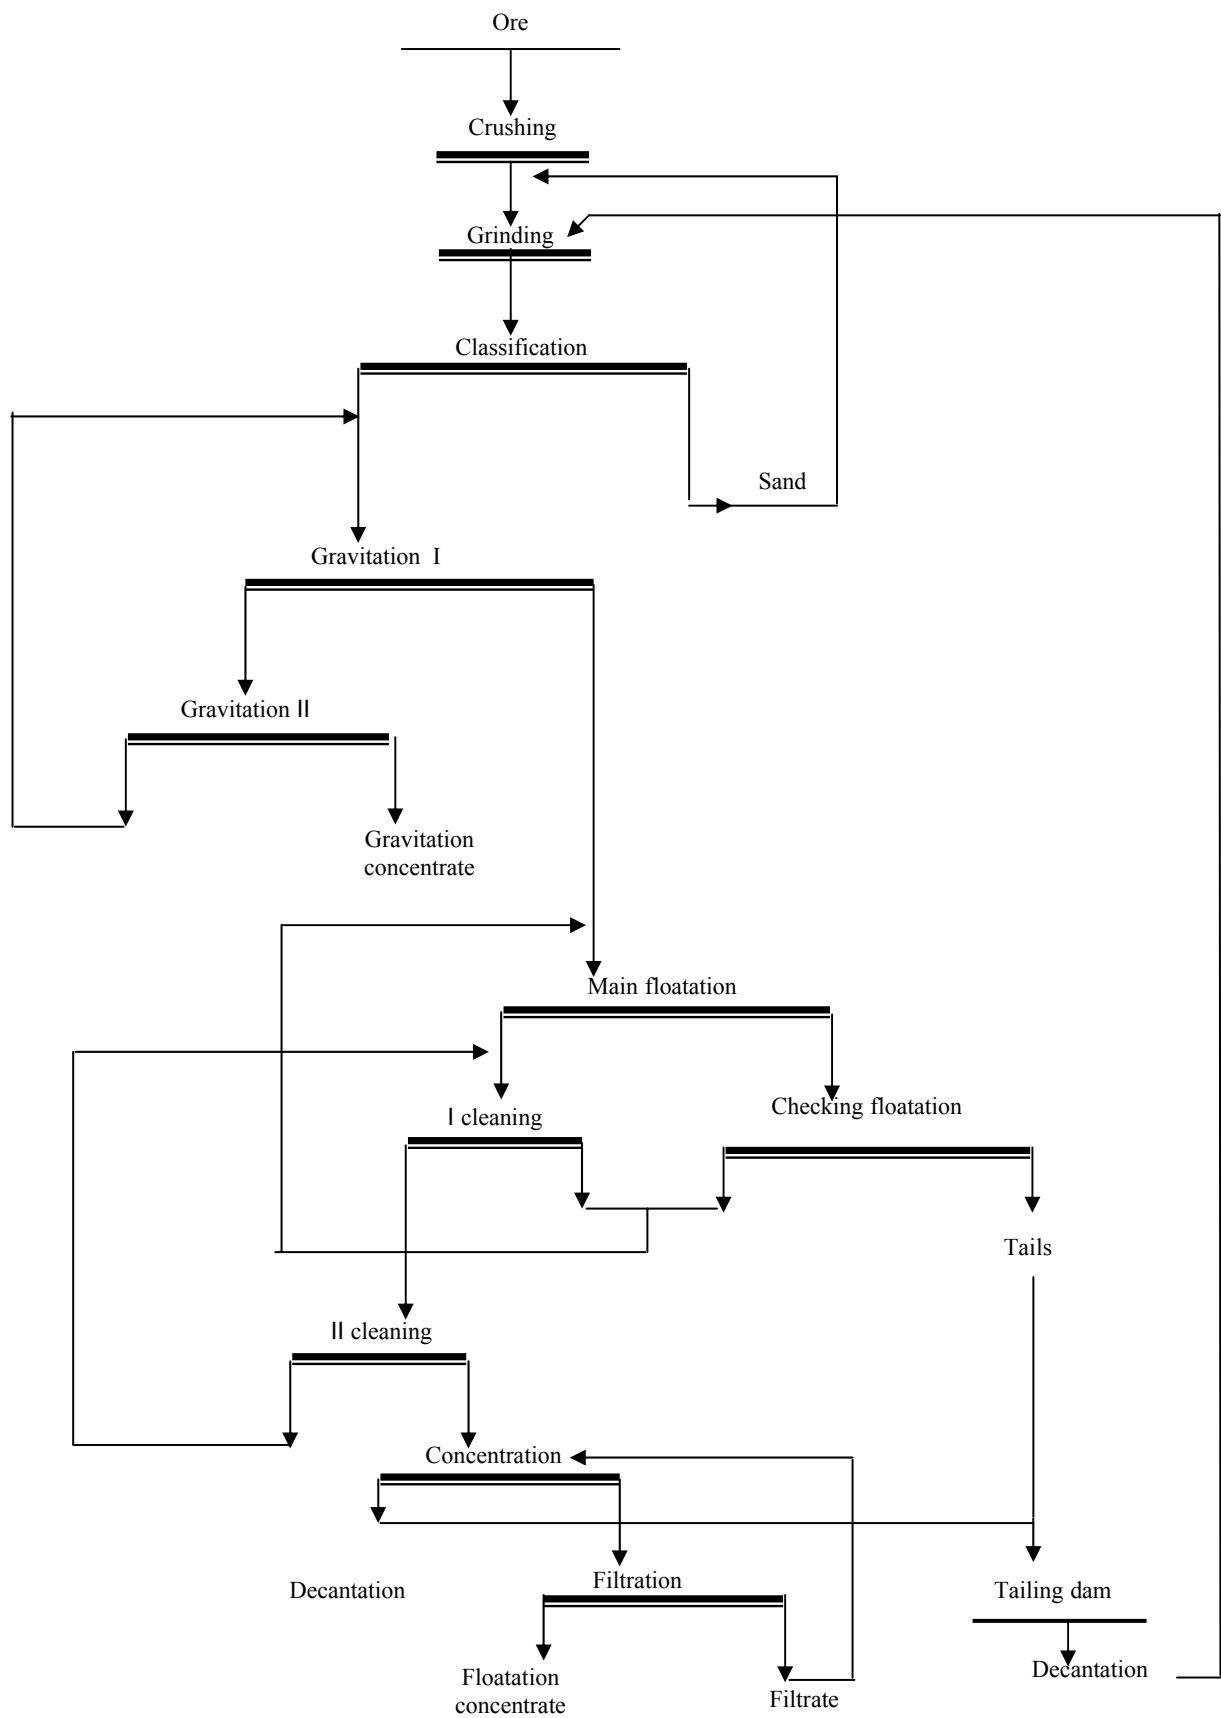 Ore
Crushing
Grinding
Classification
Sand
Gravitation I
Gravitation II
Gravitation
concentrate
Main floatation
I cleaning
Checking floatation
Tails
II cleaning
Concentration
Decantation
Filtration
Tailing dam
Floatation
concentrate
Filtrate
Decantation